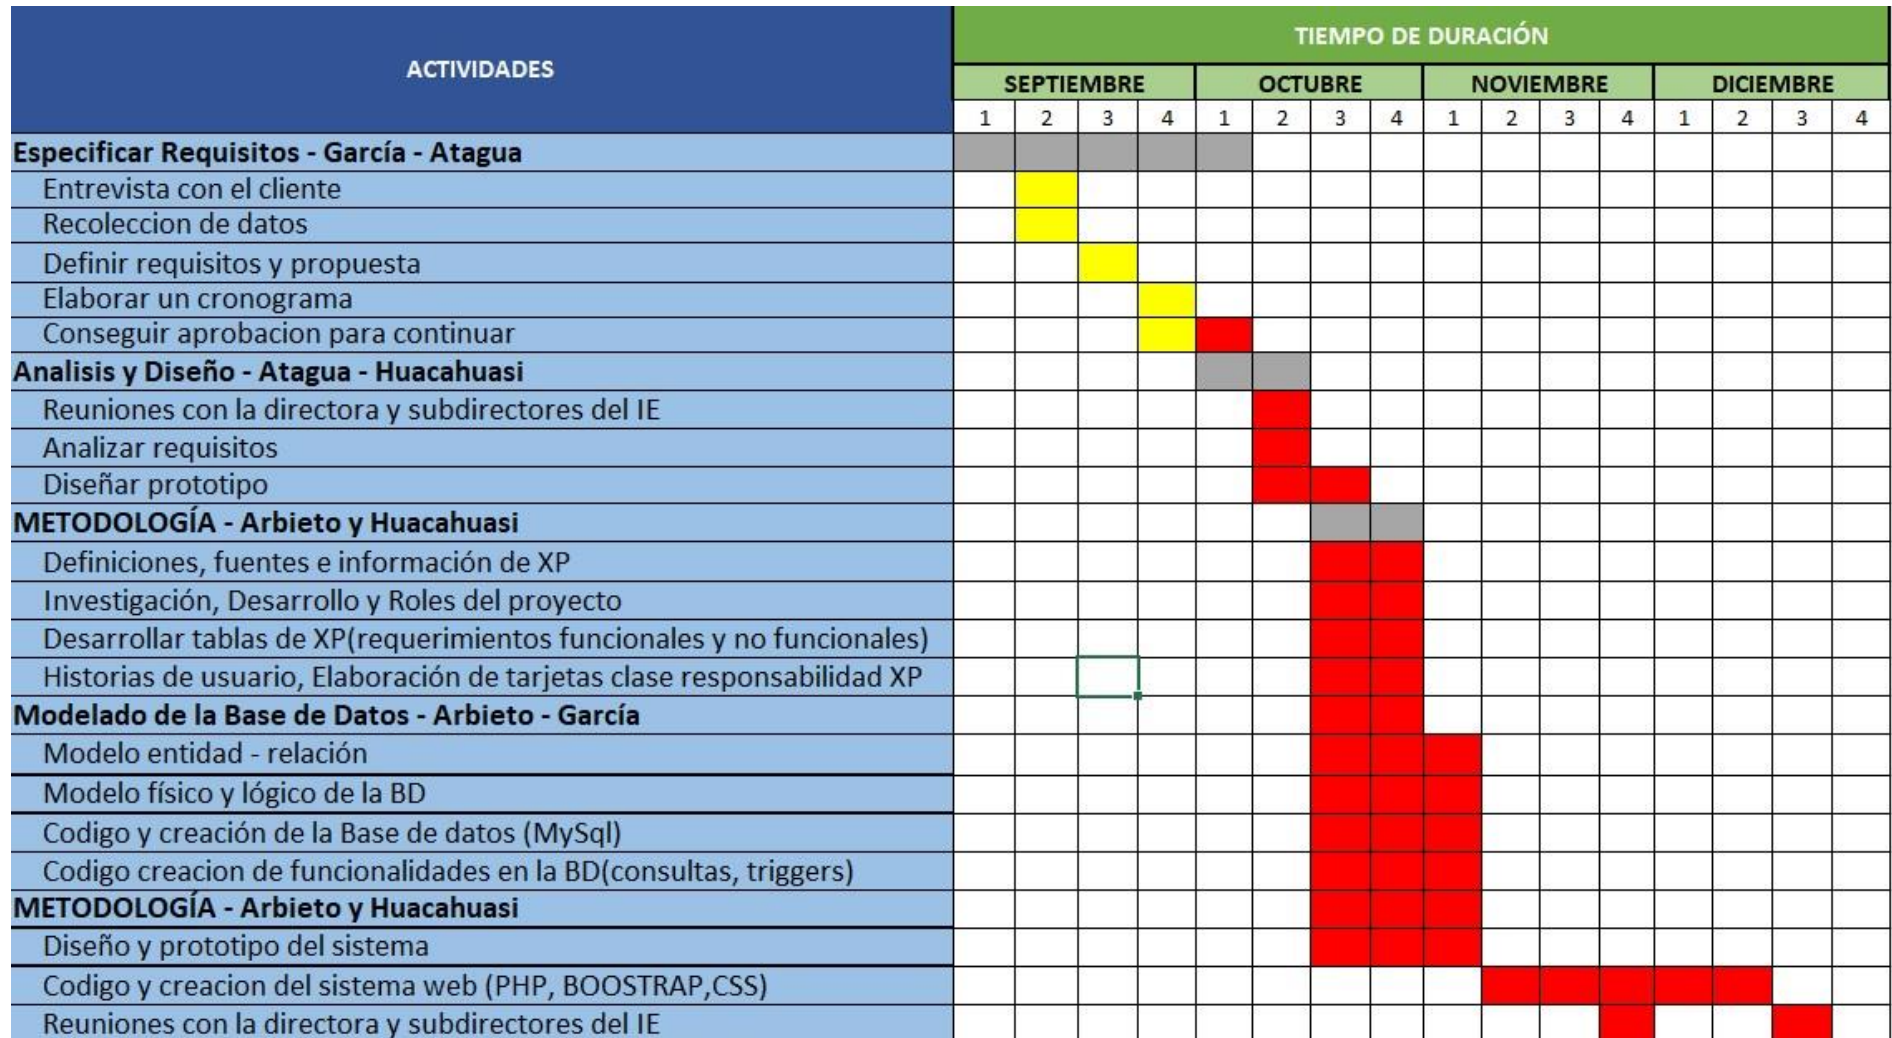 ACTIVIDADES
TIEMPO DE DURACIÓN
SEPTIEMBRE OCTUBRE NOVIEMBRE DICIEMBRE
1 2 3 4 1 2 3 4 1 2 3 4 1 2 3 4
Especificar Requisitos - García - Atagua
Entrevista con el cliente
Recoleccion de datos
Definir requisitos y propuesta
Elaborar un cronograma
Conseguir aprobacion para continuar
Analisis y Diseño - Atagua - Huacahuasi
Reuniones con la directora y subdirectores del IE
Analizar requisitos
Diseñar prototipo
METODOLOGÍA - Arbieto y Huacahuasi
Definiciones, fuentes e información de XP
Investigación, Desarrollo y Roles del proyecto
Desarrollar tablas de XP(requerimientos funcionales y no funcionales)
Historias de usuario, Elaboración de tarjetas clase responsabilidad XP
Modelado de la Base de Datos - Arbieto - García
Modelo entidad - relación
Modelo físico y lógico de la BD
Codigo y creación de la Base de datos (MySql)
Codigo creacion de funcionalidades en la BD(consultas, triggers)
METODOLOGÍA - Arbieto y Huacahuasi
Diseño y prototipo del sistema
Codigo y creacion del sistema web (PHP, BOOSTRAP,CSS)
Reuniones con la directora y subdirectores del IE